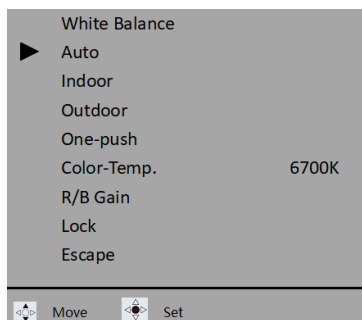 White Balance
Auto
Indoor
Outdoor
One-push
Color-Temp. 6700K
R/B Gain
Lock
Escape
Move Set